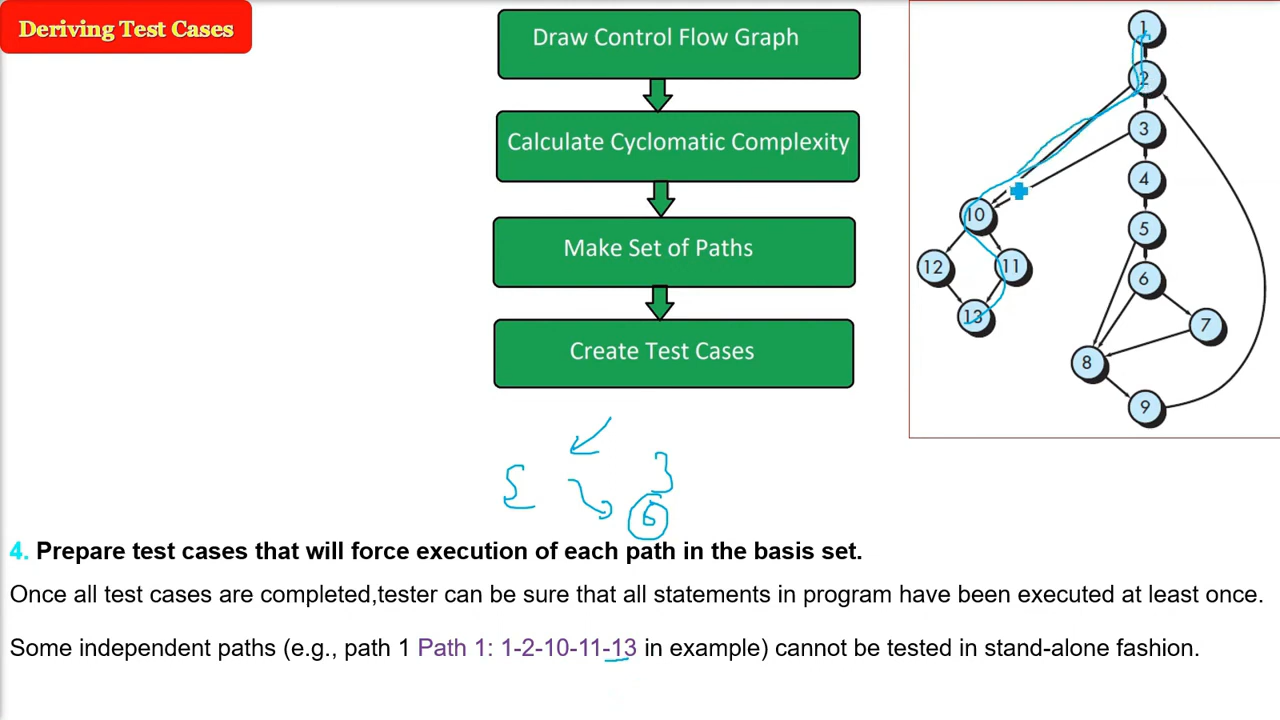 Deriving Test Cases
Draw Control Flow Graph
Calculate Cyclomatic Complexity
Make Set of Paths
Create Test Cases
1
2
3
4
5
6
7
8
9
10
11
12
13
6
4. Prepare test cases that will force execution of each path in the basis set.
Once all test cases are completed,tester can be sure that all statements in program have been executed at least once.
Some independent paths (e.g., path 1 Path 1: 1-2-10-11-13 in example) cannot be tested in stand-alone fashion.